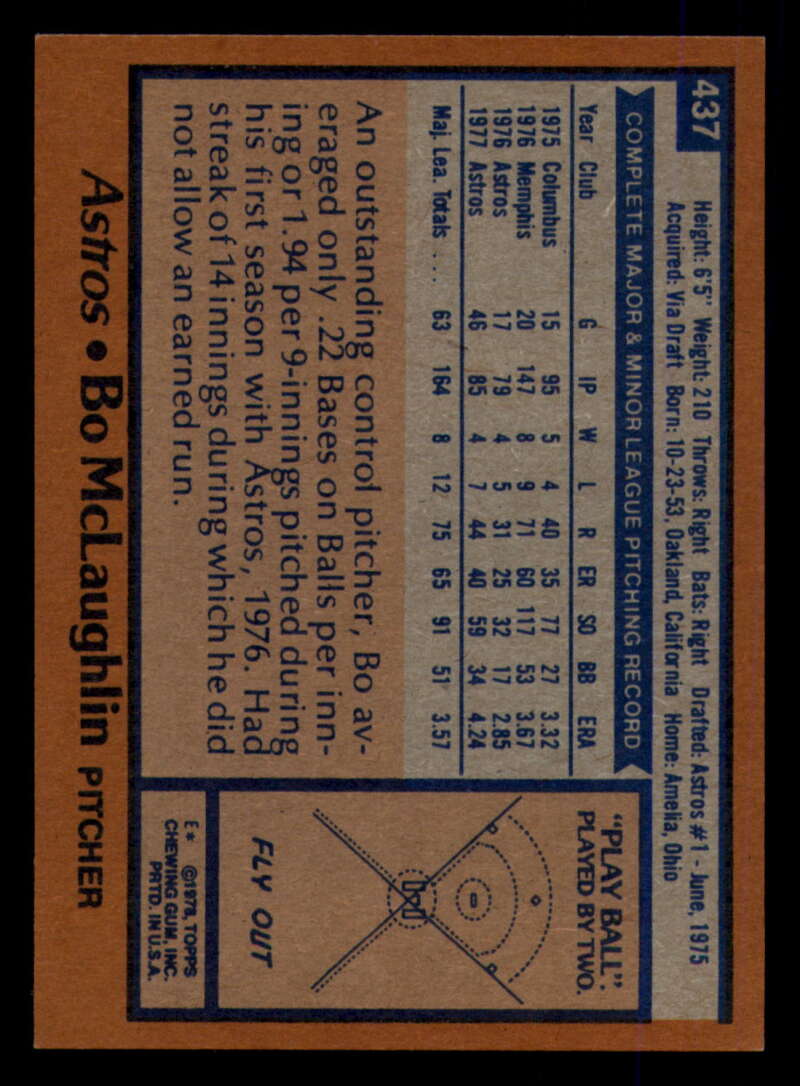 437
Height: 6'5" Weight: 210 Throws: Right Bats: Right Drafted: Astros #1 - June, 1975
Acquired: Via Draft Born: 10-23-53, Oakland, California Home: Amelia, Ohio
COMPLETE MAJOR & MINOR LEAGUE PITCHING RECORD
Year Club G IP W L R ER SO BB ERA
1975 Columbus 15 95 5 4 40 35 77 27 3.32
1976 Memphis 20 147 8 9 71 60 117 53 3.67
1976 Astros 17 79 4 5 31 25 32 17 2.85
1977 Astros 46 85 4 7 44 40 59 34 4.24
Maj. Lea. Totals .... 63 164 8 12 75 65 91 51 3.57
An outstanding control pitcher, Bo av-
eraged only .22 Bases on Balls per inn-
ing or 1.94 per 9-innings pitched during
his first season with Astros, 1976. Had
streak of 14 innings during which he did
not allow an earned run.
"PLAY BALL":
PLAYED BY TWO.
FLY OUT
E* ©1978, TOPPS
CHEWING GUM, INC.
PRTD. IN U.S.A.
Astros • Bo McLaughlin PITCHER